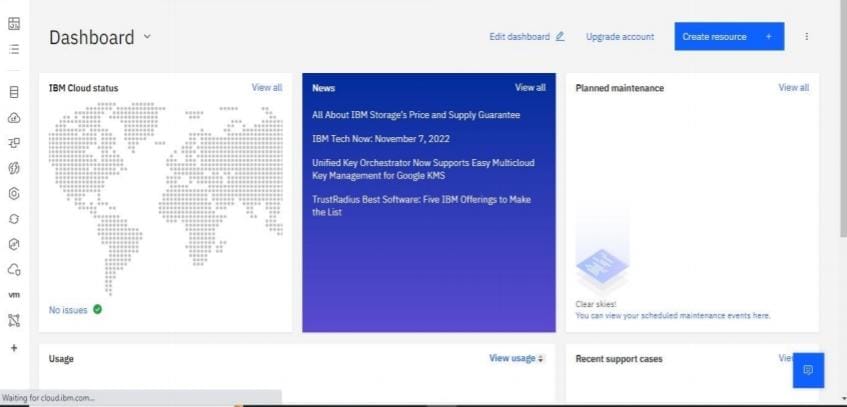 Dashboard
Edit dashboard
Upgrade account
Create resource +
IBM Cloud status
View all
News
View all
Planned maintenance
View all
All About IBM Storage's Price and Supply Guarantee
IBM Tech Now: November 7, 2022
Unified Key Orchestrator Now Supports Easy Multicloud
Key Management for Google KMS
TrustRadius Best Software: Five IBM Offerings to Make
the List
No issues
Clear skies!
You can view your scheduled maintenance events here.
vm
Usage
View usage
Recent support cases
Waiting for cloud.ibm.com...